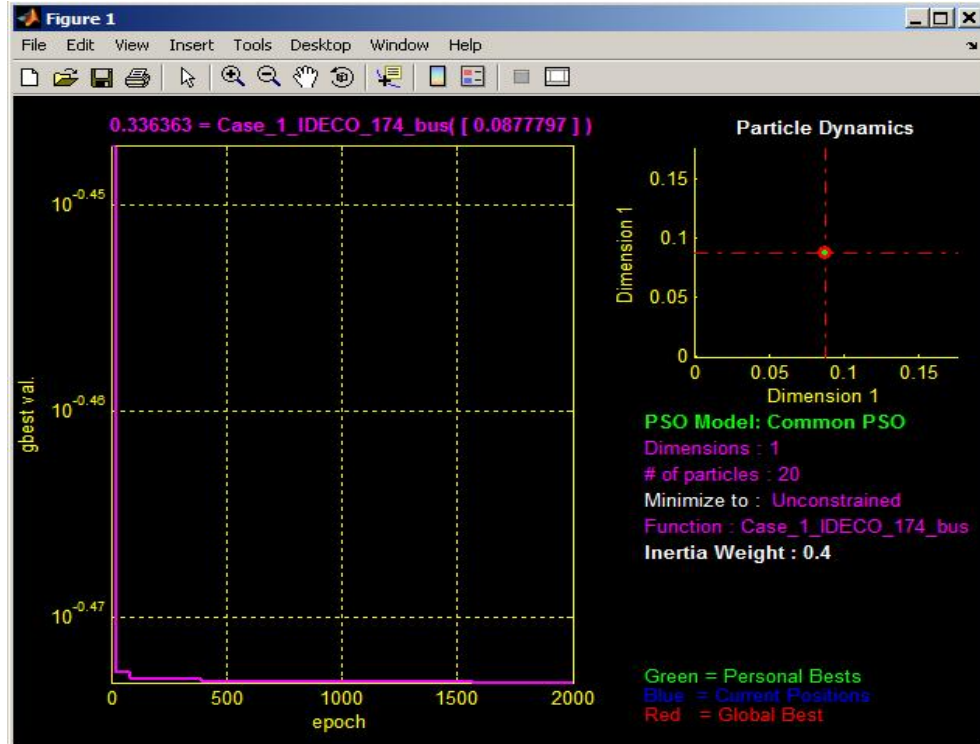 Figure 1
File Edit View Insert Tools Desktop Window Help
0.336363 = Case_1_IDECO_174_bus( [ 0.0877797 ] )
10^-0.45
10^-0.46
10^-0.47
gbest val.
0 500 1000 1500 2000
epoch
Particle Dynamics
0.15
0.1
0.05
0
Dimension 1
0 0.05 0.1 0.15
Dimension 1
PSO Model: Common PSO
Dimensions : 1
# of particles : 20
Minimize to : Unconstrained
Function : Case_1_IDECO_174_bus
Inertia Weight : 0.4
Green = Personal Bests
Blue = Current Positions
Red = Global Best